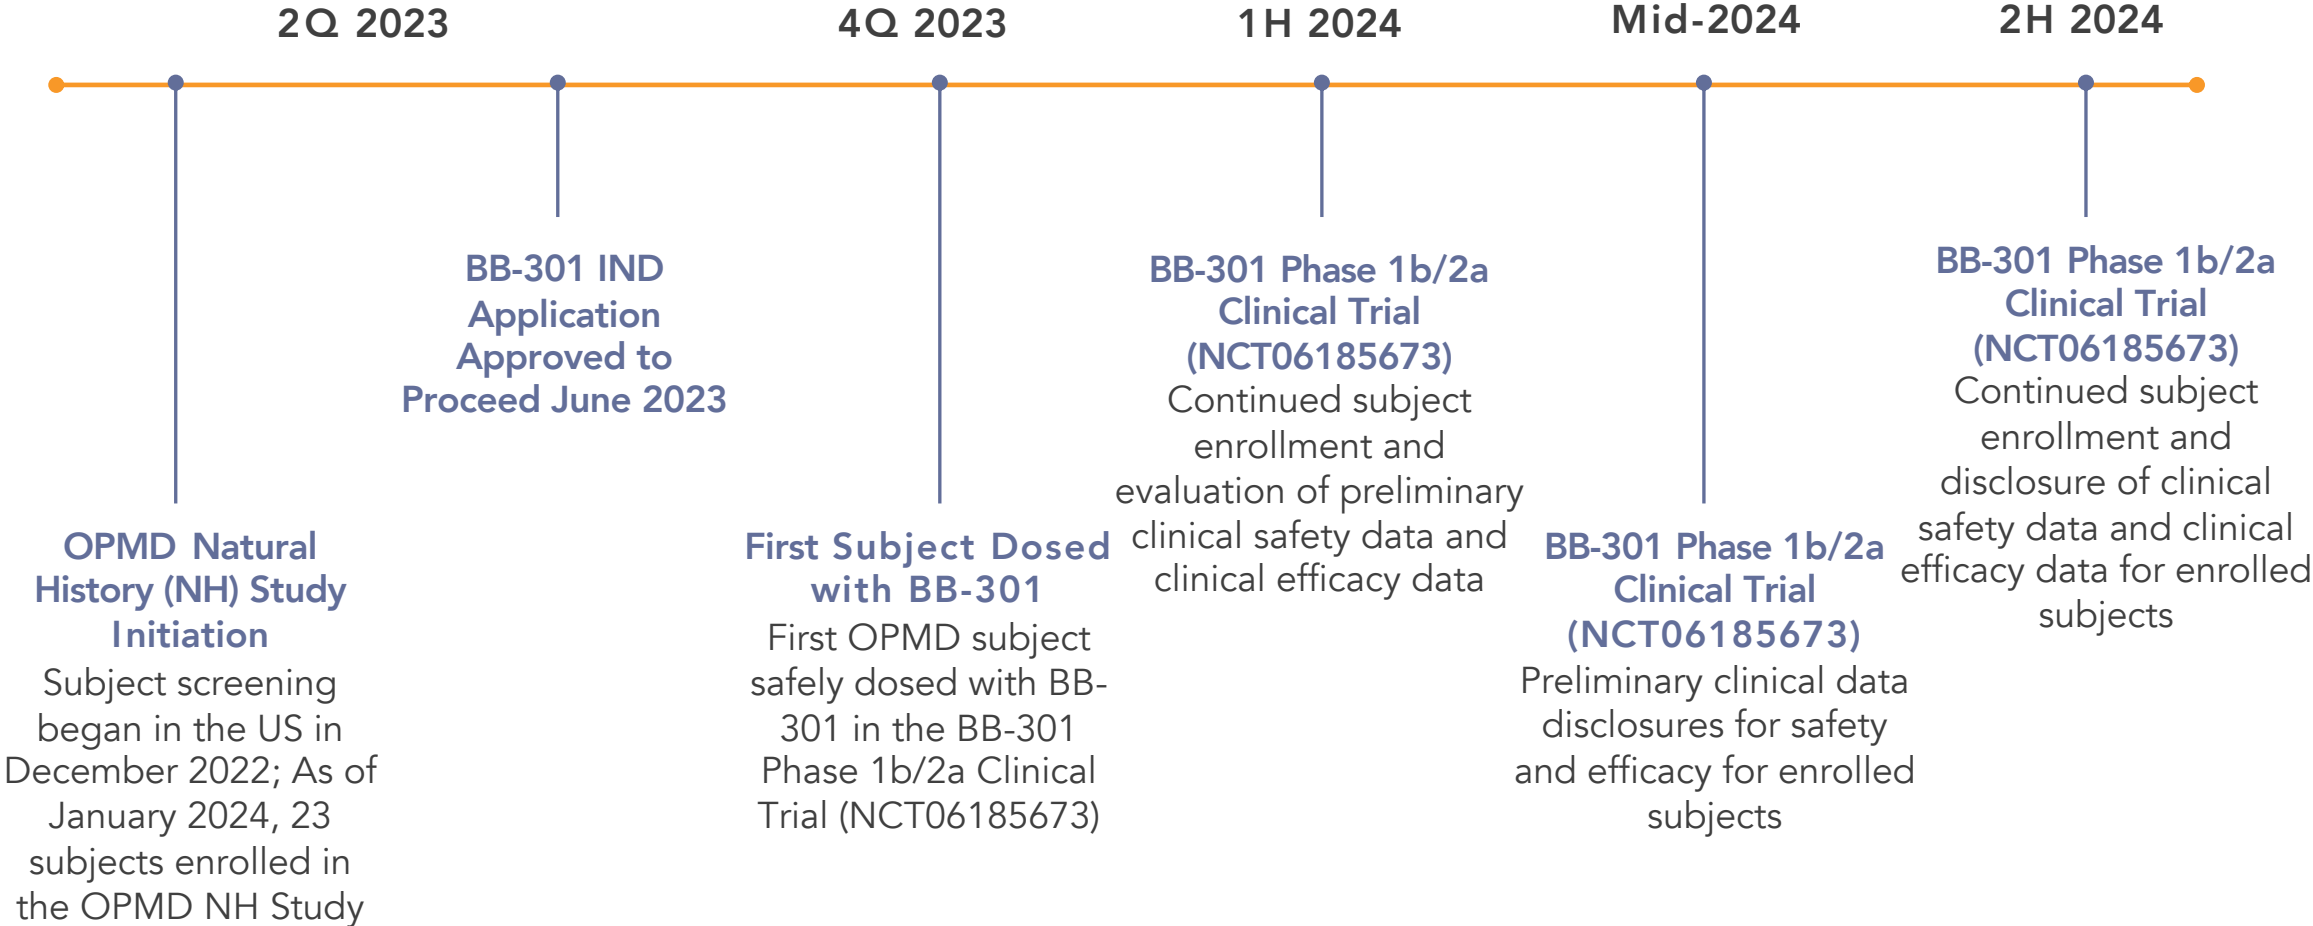 2Q 2023
4Q 2023
1H 2024
Mid-2024
2H 2024
OPMD Natural
History (NH) Study
Initiation
Subject screening
began in the US in
December 2022; As of
January 2024, 23
subjects enrolled in
the OPMD NH Study
BB-301 IND
Application
Approved to
Proceed June 2023
First Subject Dosed
with BB-301
First OPMD subject
safely dosed with BB-
301 in the BB-301
Phase 1b/2a Clinical
Trial (NCT06185673)
BB-301 Phase 1b/2a
Clinical Trial
(NCT06185673)
Continued subject
enrollment and
evaluation of preliminary
clinical safety data and
clinical efficacy data
BB-301 Phase 1b/2a
Clinical Trial
(NCT06185673)
Preliminary clinical data
disclosures for safety
and efficacy for enrolled
subjects
BB-301 Phase 1b/2a
Clinical Trial
(NCT06185673)
Continued subject
enrollment and
disclosure of clinical
safety data and clinical
efficacy data for enrolled
subjects